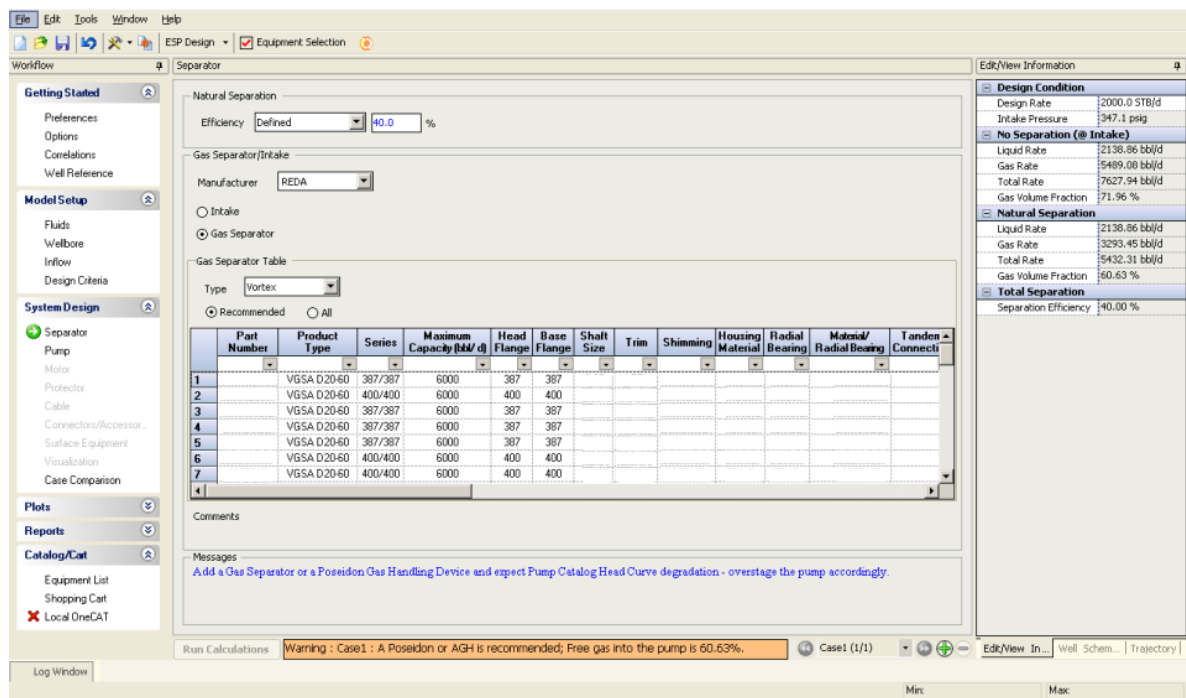 File Edit Tools Window Help
ESP Design Equipment Selection
Workflow
Getting Started
Preferences
Options
Correlations
Well Reference
Model Setup
Fluids
Wellbore
Inflow
Design Criteria
System Design
Separator
Pump
Motor
Protector
Cable
Connectors/Accessor...
Surface Equipment
Visualization
Case Comparison
Plots
Reports
Catalog/Cart
Equipment List
Shopping Cart
Local OneCAT
Separator
Natural Separation
Efficiency Defined 40.0 %
Gas Separator/Intake
Manufacturer REDA
Intake
Gas Separator
Gas Separator Table
Type Vortex
Recommended All
Part Number Product Type Series Maximum Capacity (bbl/ d) Head Flange Base Flange Shaft Size Trim Shimming Housing Material Radial Bearing Material/ Radial Bearing Tandem Connecti
1 VGSA D20-60 387/387 6000 387 387
2 VGSA D20-60 400/400 6000 400 400
3 VGSA D20-60 387/387 6000 387 387
4 VGSA D20-60 387/387 6000 387 387
5 VGSA D20-60 387/387 6000 387 387
6 VGSA D20-60 400/400 6000 400 400
7 VGSA D20-60 400/400 6000 400 400
Comments
Messages
Add a Gas Separator or a Poseidon Gas Handling Device and expect Pump Catalog Head Curve degradation - overstage the pump accordingly.
Run Calculations Warning : Case1 : A Poseidon or AGH is recommended; Free gas into the pump is 60.63%. Case1 (1/1)
Edit/View Information
Design Condition
Design Rate 2000.0 STB/d
Intake Pressure 347.1 psig
No Separation (@ Intake)
Liquid Rate 2138.86 bbl/d
Gas Rate 5489.08 bbl/d
Total Rate 7627.94 bbl/d
Gas Volume Fraction 71.96 %
Natural Separation
Liquid Rate 2138.86 bbl/d
Gas Rate 3293.45 bbl/d
Total Rate 5432.31 bbl/d
Gas Volume Fraction 60.63 %
Total Separation
Separation Efficiency 40.00 %
Edit/View In... Well Schem... Trajectory
Log Window
Min: Max: